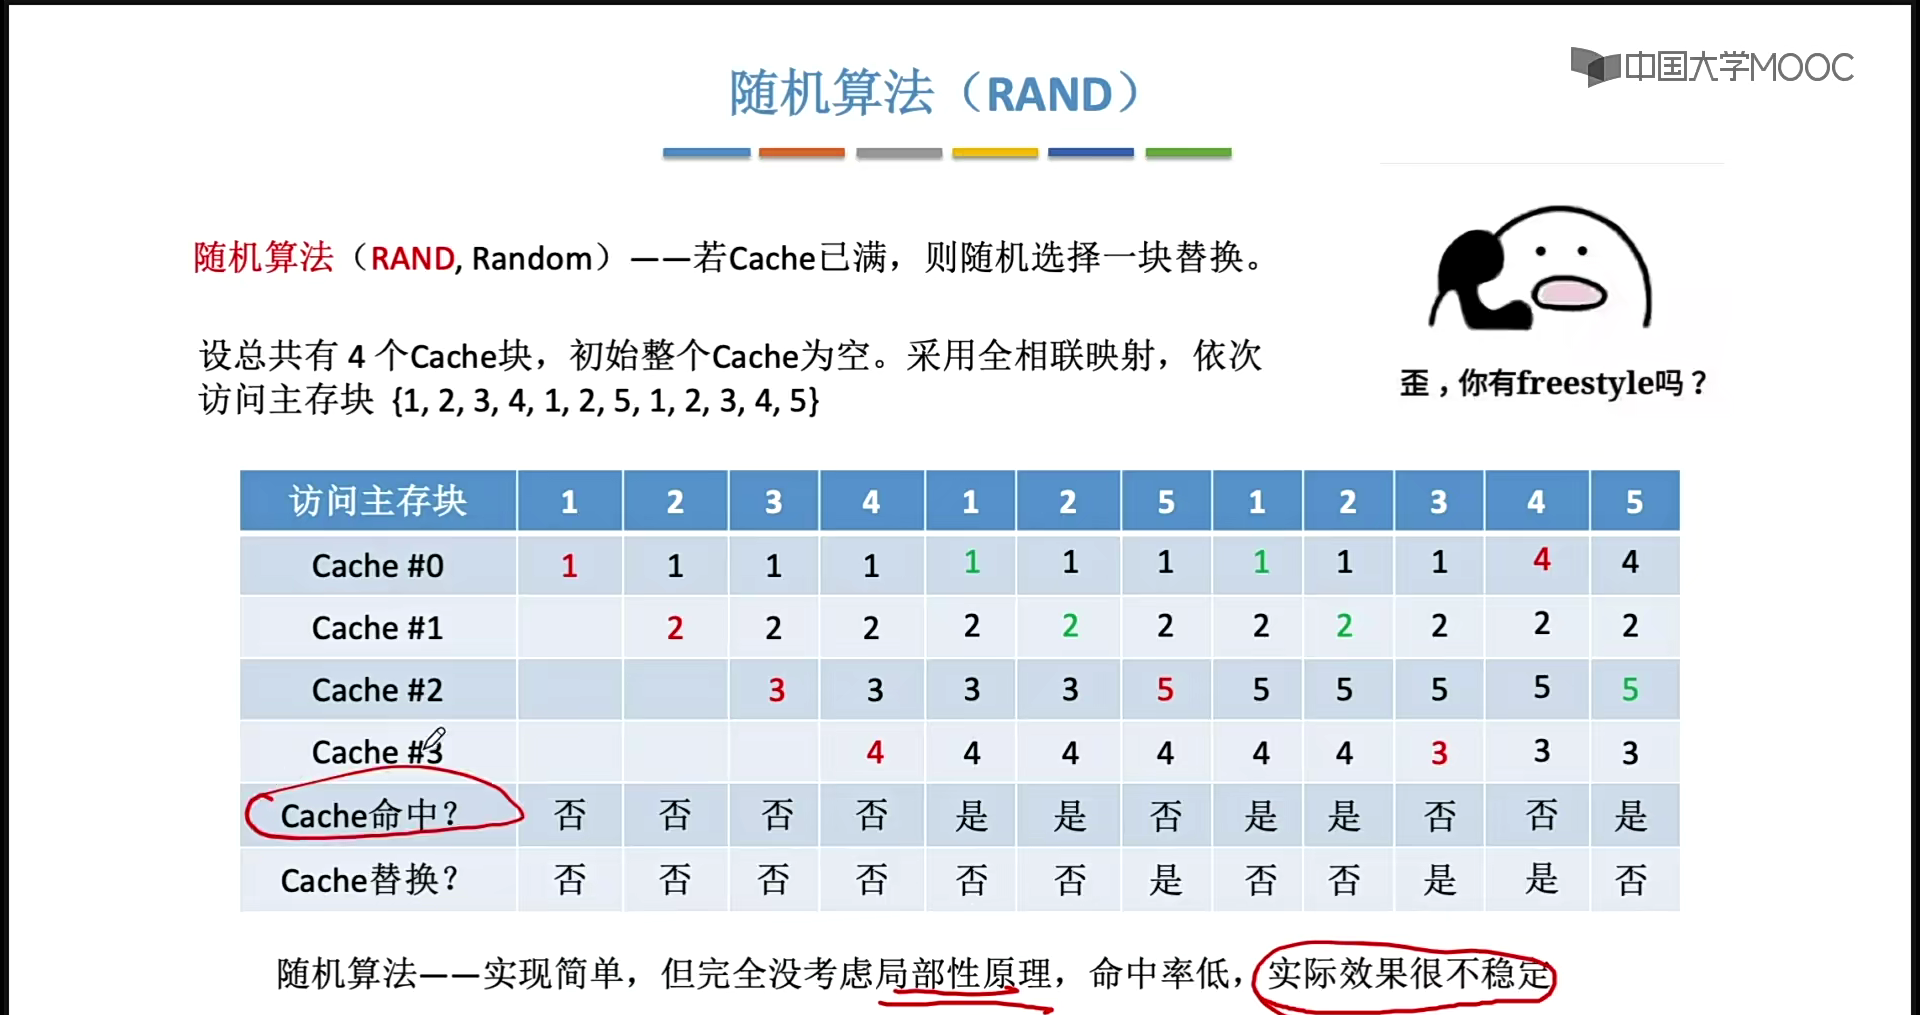 中国大学MOOC
随机算法（RAND）
随机算法（RAND, Random）——若Cache已满，则随机选择一块替换。
设总共有 4 个Cache块，初始整个Cache为空。采用全相联映射，依次
访问主存块 {1, 2, 3, 4, 1, 2, 5, 1, 2, 3, 4, 5}
歪，你有freestyle吗？
访问主存块 1 2 3 4 1 2 5 1 2 3 4 5
Cache #0 1 1 1 1 1 1 1 1 1 1 4 4
Cache #1 2 2 2 2 2 2 2 2 2 2 2
Cache #2 3 3 3 3 5 5 5 5 5 5
Cache #3 4 4 4 4 4 4 3 3 3
Cache命中？ 否 否 否 否 是 是 否 是 是 否 否 是
Cache替换？ 否 否 否 否 否 否 是 否 否 是 是 否
随机算法——实现简单，但完全没考虑局部性原理，命中率低，实际效果很不稳定